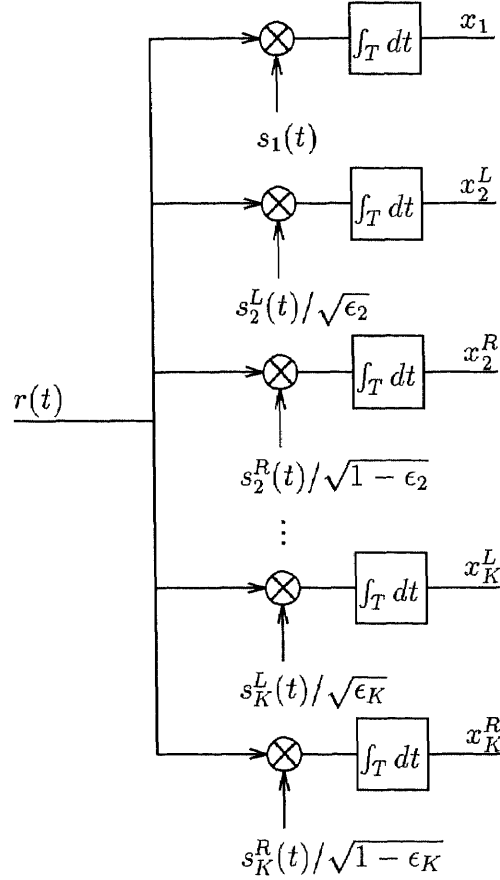 ∫_T dt
x_1
s_1(t)
∫_T dt
x_2^L
s_2^L(t)/√ϵ_2
∫_T dt
x_2^R
r(t)
s_2^R(t)/√(1 − ϵ_2)
⋮
∫_T dt
x_K^L
s_K^L(t)/√ϵ_K
∫_T dt
x_K^R
s_K^R(t)/√(1 − ϵ_K)